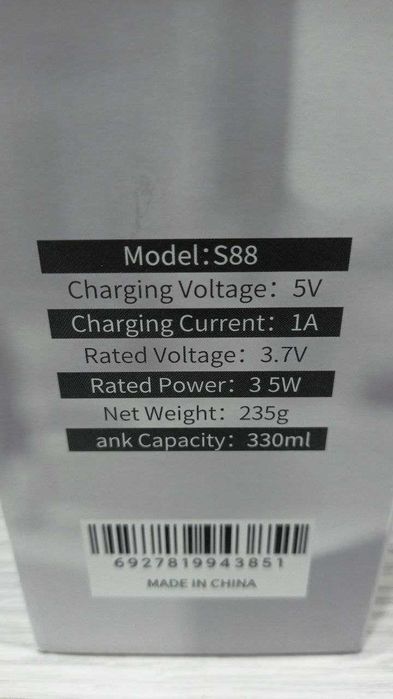 Model:S88
Charging Voltage: 5V
Charging Current: 1A
Rated Voltage: 3.7V
Rated Power: 3 5W
Net Weight: 235g
ank Capacity: 330ml
6927819943851
MADE IN CHINA